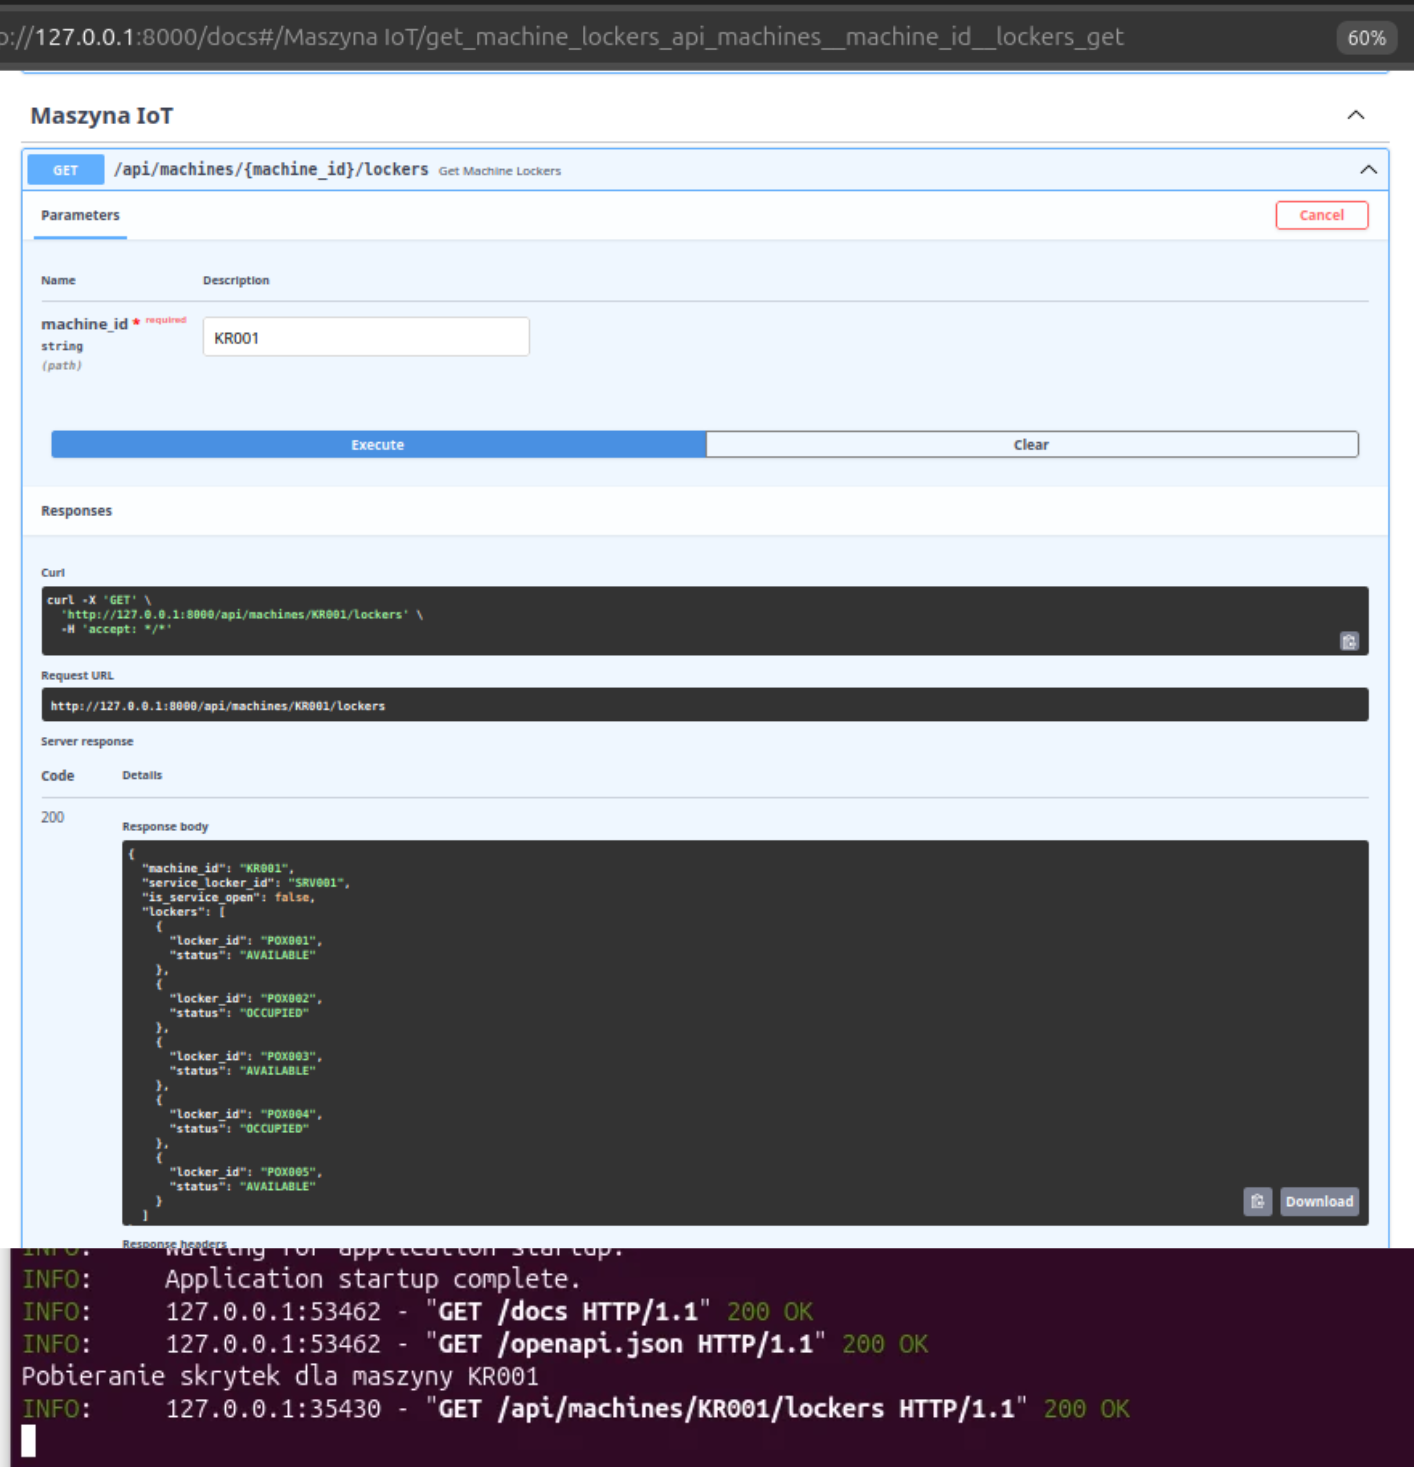 ://127.0.0.1:8000/docs#/Maszyna IoT/get_machine_lockers_api_machines__machine_id__lockers_get
60%
Maszyna IoT
GET /api/machines/{machine_id}/lockers Get Machine Lockers
Parameters
Cancel
Name Description
machine_id * required
string
(path)
KR001
Execute
Clear
Responses
Curl
curl -X 'GET' \
'http://127.0.0.1:8000/api/machines/KR001/lockers' \
-H 'accept: */*'
Request URL
http://127.0.0.1:8000/api/machines/KR001/lockers
Server response
Code Details
200
Response body
{
"machine_id": "KR001",
"service_locker_id": "SRV001",
"is_service_open": false,
"lockers": [
{
"locker_id": "POX001",
"status": "AVAILABLE"
},
{
"locker_id": "POX002",
"status": "OCCUPIED"
},
{
"locker_id": "POX003",
"status": "AVAILABLE"
},
{
"locker_id": "POX004",
"status": "OCCUPIED"
},
{
"locker_id": "POX005",
"status": "AVAILABLE"
}
]
Download
Response headers
INFO: Waiting for application startup.
INFO: Application startup complete.
INFO: 127.0.0.1:53462 - "GET /docs HTTP/1.1" 200 OK
INFO: 127.0.0.1:53462 - "GET /openapi.json HTTP/1.1" 200 OK
Pobieranie skrytek dla maszyny KR001
INFO: 127.0.0.1:35430 - "GET /api/machines/KR001/lockers HTTP/1.1" 200 OK